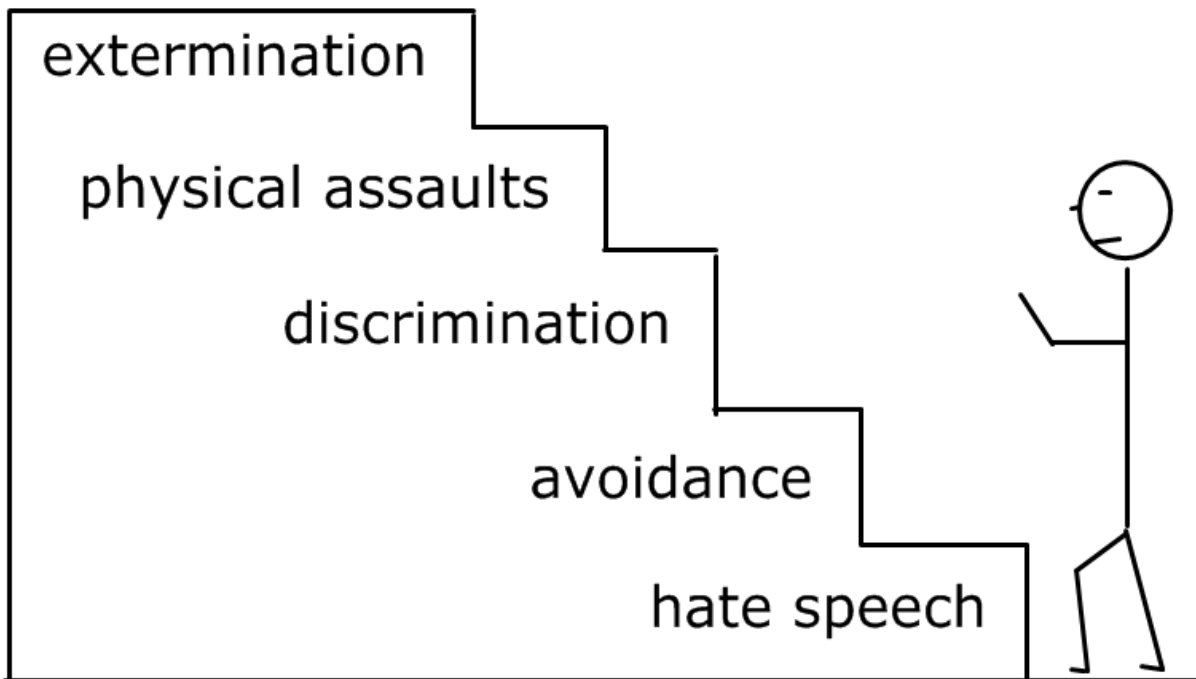 extermination
physical assaults
discrimination
avoidance
hate speech